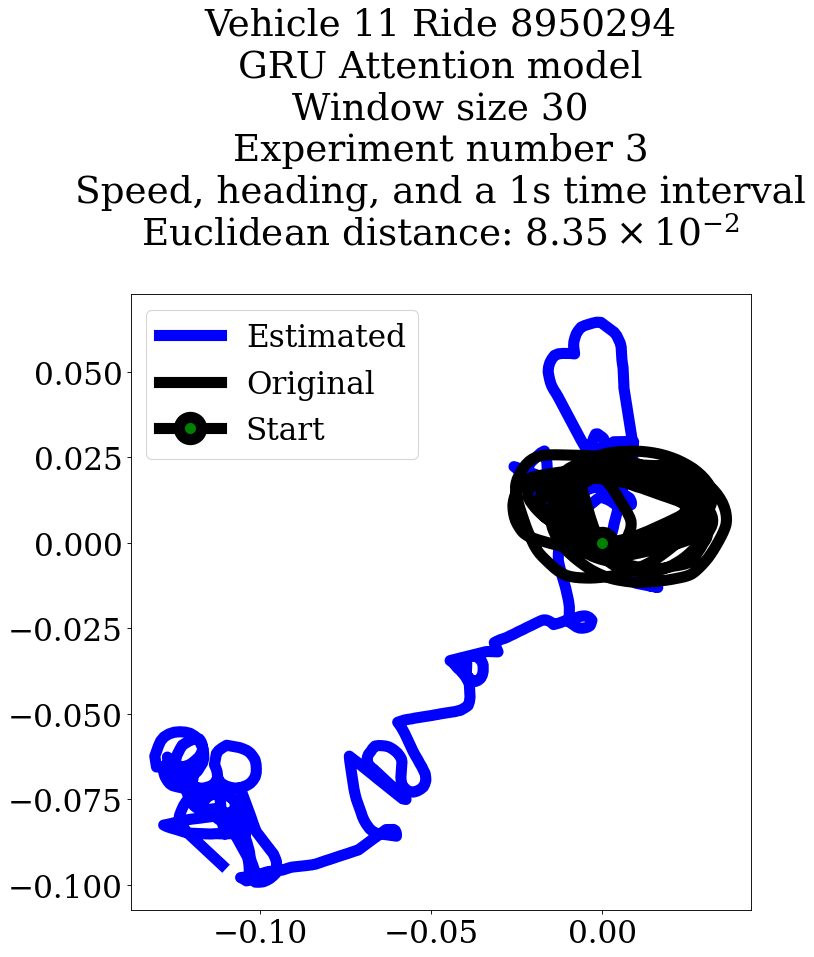 Vehicle 11 Ride 8950294
GRU Attention model
Window size 30
Experiment number 3
Speed, heading, and a 1s time interval
Euclidean distance: 8.35 × 10⁻²
Estimated
Original
Start
0.050
0.025
0.000
−0.025
−0.050
−0.075
−0.100
−0.10
−0.05
0.00